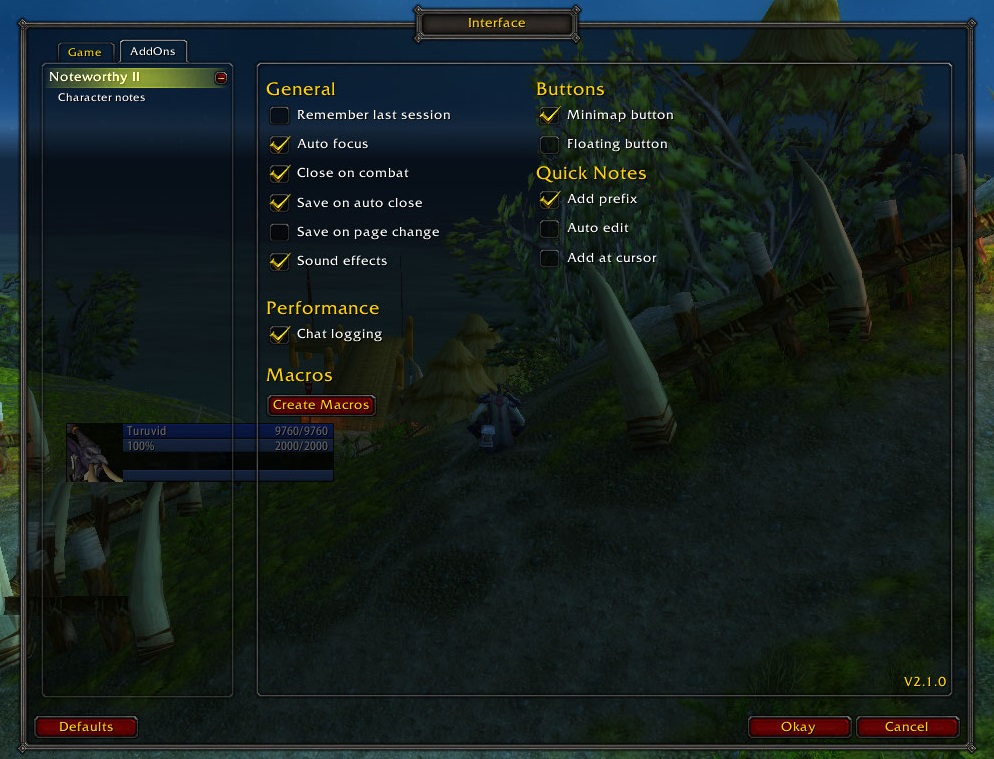 Interface
Game
AddOns
Noteworthy II
Character notes
General
Remember last session
Auto focus
Close on combat
Save on auto close
Save on page change
Sound effects
Performance
Chat logging
Macros
Create Macros
Buttons
Minimap button
Floating button
Quick Notes
Add prefix
Auto edit
Add at cursor
Turuvid 9760/9760
100% 2000/2000
V2.1.0
Defaults
Okay
Cancel